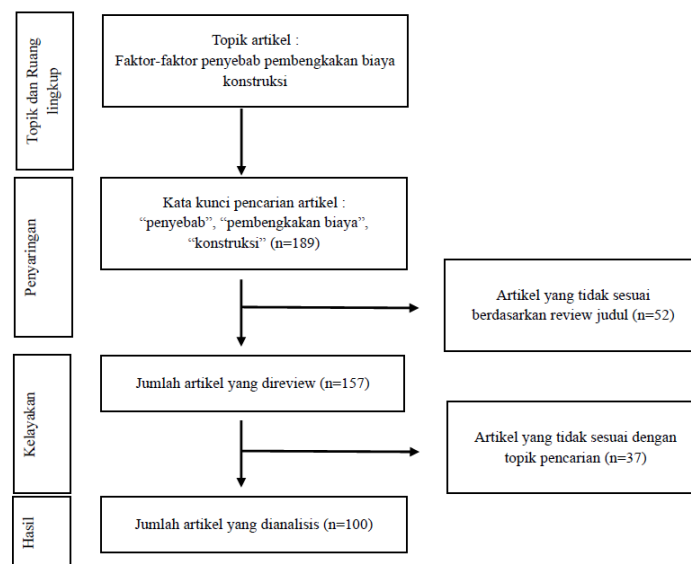 Topik dan Ruang
lingkup
Topik artikel :
Faktor-faktor penyebab pembengkakan biaya
konstruksi
Penyaringan
Kata kunci pencarian artikel :
“penyebab”, “pembengkakan biaya”,
“konstruksi” (n=189)
Artikel yang tidak sesuai
berdasarkan review judul (n=52)
Kelayakan
Jumlah artikel yang direview (n=157)
Artikel yang tidak sesuai dengan
topik pencarian (n=37)
Hasil
Jumlah artikel yang dianalisis (n=100)